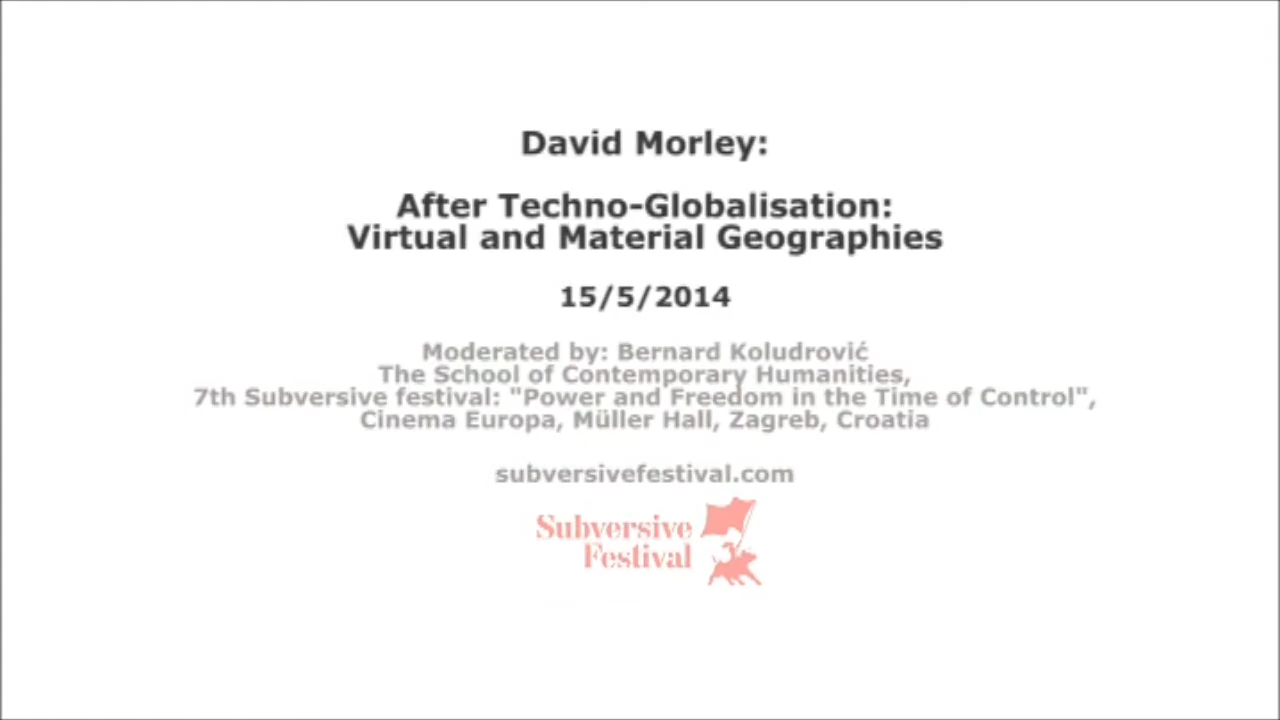 David Morley:
After Techno-Globalisation:
Virtual and Material Geographies
15/5/2014
Moderated by: Bernard Koludrović
The School of Contemporary Humanities,
7th Subversive festival: "Power and Freedom in the Time of Control",
Cinema Europa, Müller Hall, Zagreb, Croatia
subversivefestival.com
Subversive
Festival